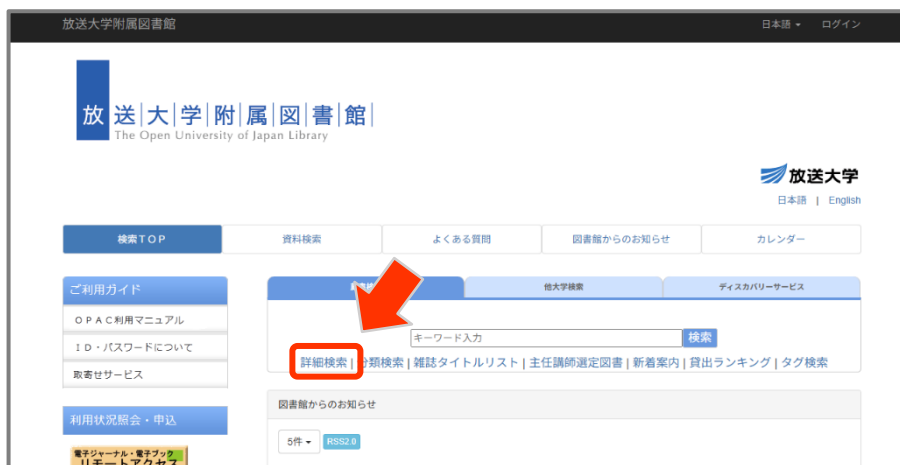 放送大学附属図書館
日本語 ログイン
放送大学附属図書館
The Open University of Japan Library
放送大学
日本語 | English
検索TOP 資料検索 よくある質問 図書館からのお知らせ カレンダー
ご利用ガイド
他大学検索 ディスカバリーサービス
OPAC利用マニュアル
キーワード入力 検索
ID・パスワードについて
詳細検索 | 分類検索 | 雑誌タイトルリスト | 主任講師選定図書 | 新着案内 | 貸出ランキング | タグ検索
取寄せサービス
図書館からのお知らせ
利用状況照会・申込
5件 RSS2.0
電子ジャーナル・電子ブック
リモートアクセス